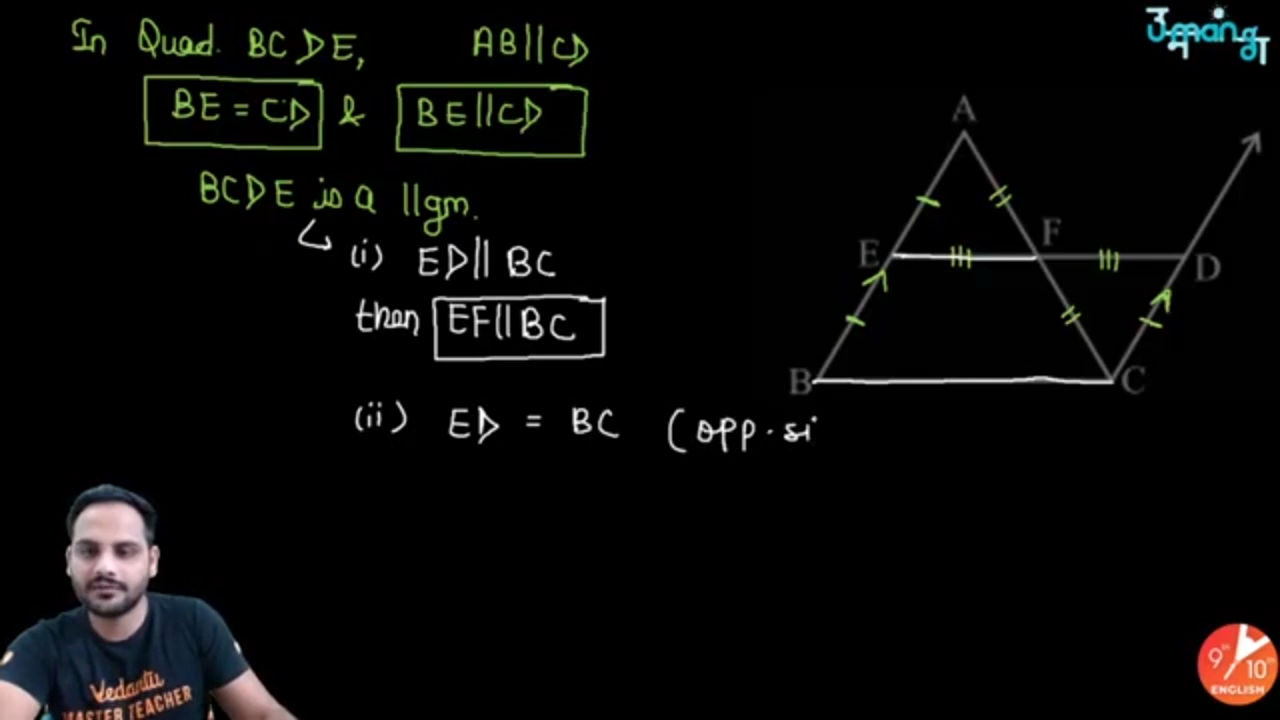 In Quad. BCDE, AB||CD
BE = CD & BE||CD
BCDE is a ||gm.
(i) ED||BC
then EF||BC
(ii) ED = BC (opp. si
A
E
F
D
B
C
उमंग
Vedantu
MASTER TEACHER
9th 10th
ENGLISH